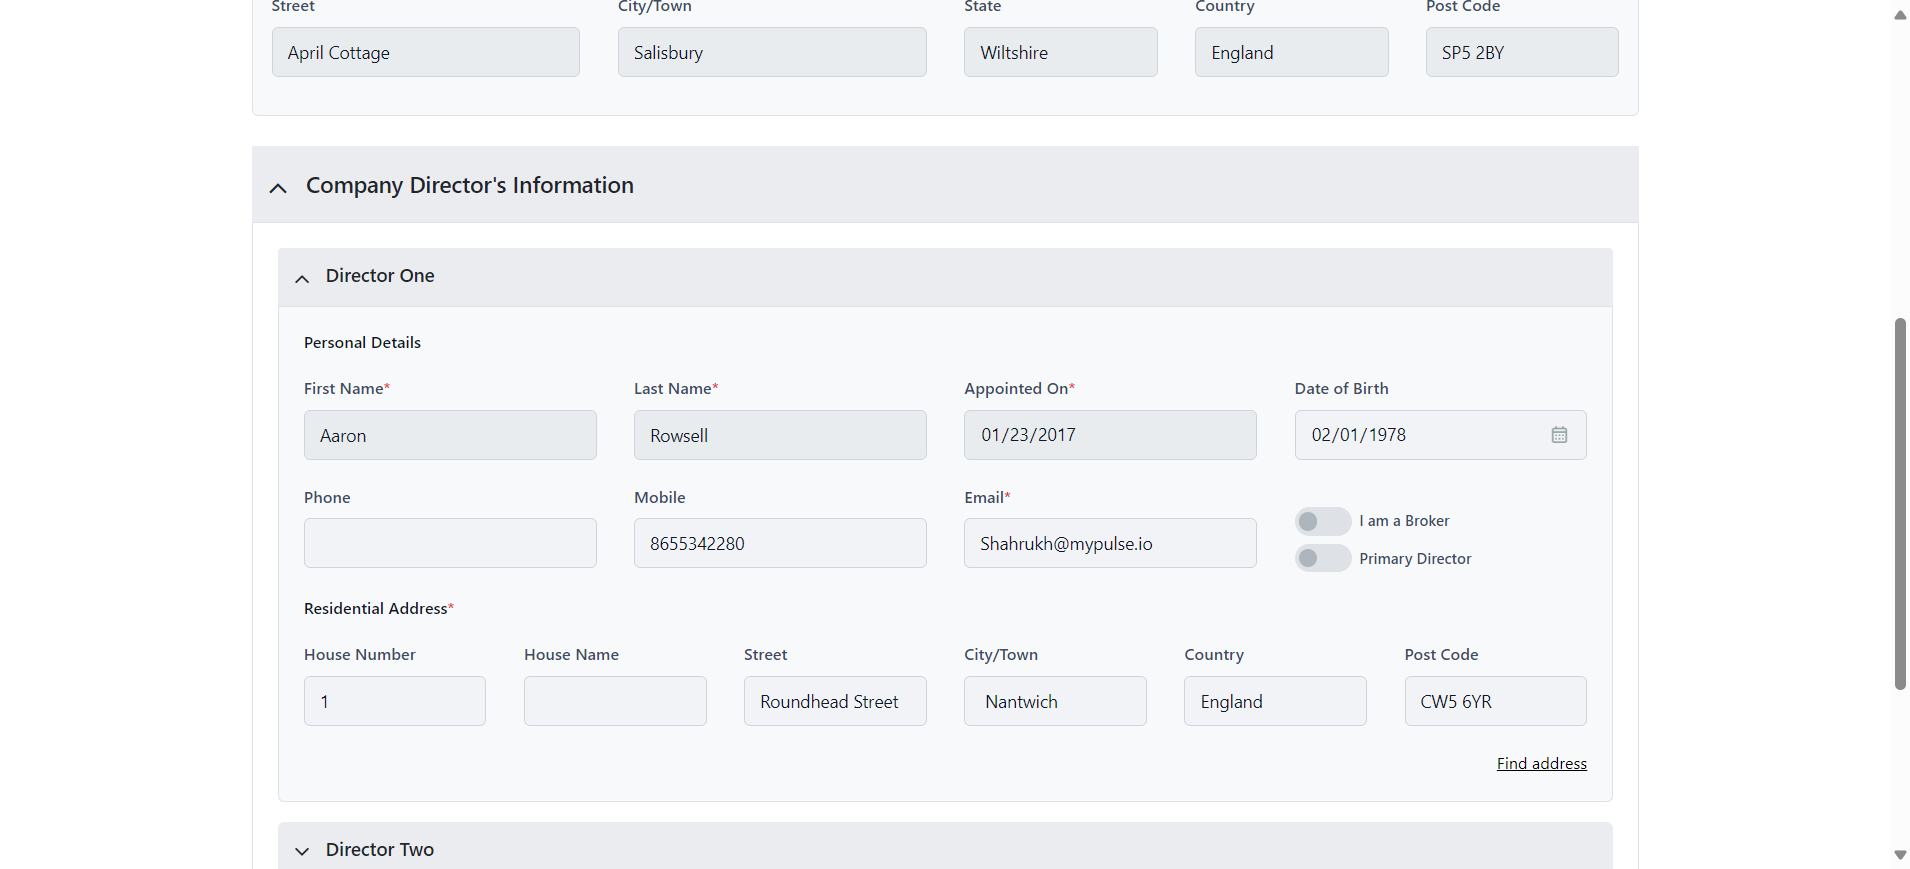 Street City/Town State Country Post Code
April Cottage Salisbury Wiltshire England SP5 2BY
Company Director's Information
Director One
Personal Details
First Name* Last Name* Appointed On* Date of Birth
Aaron Rowsell 01/23/2017 02/01/1978
Phone Mobile Email*
I am a Broker
8655342280 Shahrukh@mypulse.io
Primary Director
Residential Address*
House Number House Name Street City/Town Country Post Code
1 Roundhead Street Nantwich England CW5 6YR
Find address
Director Two